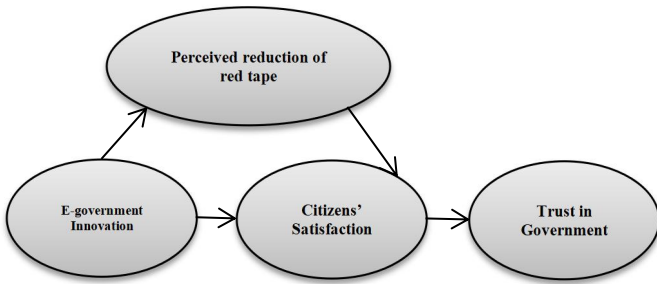 Perceived reduction of
red tape
E-government
Innovation
Citizens’
Satisfaction
Trust in
Government